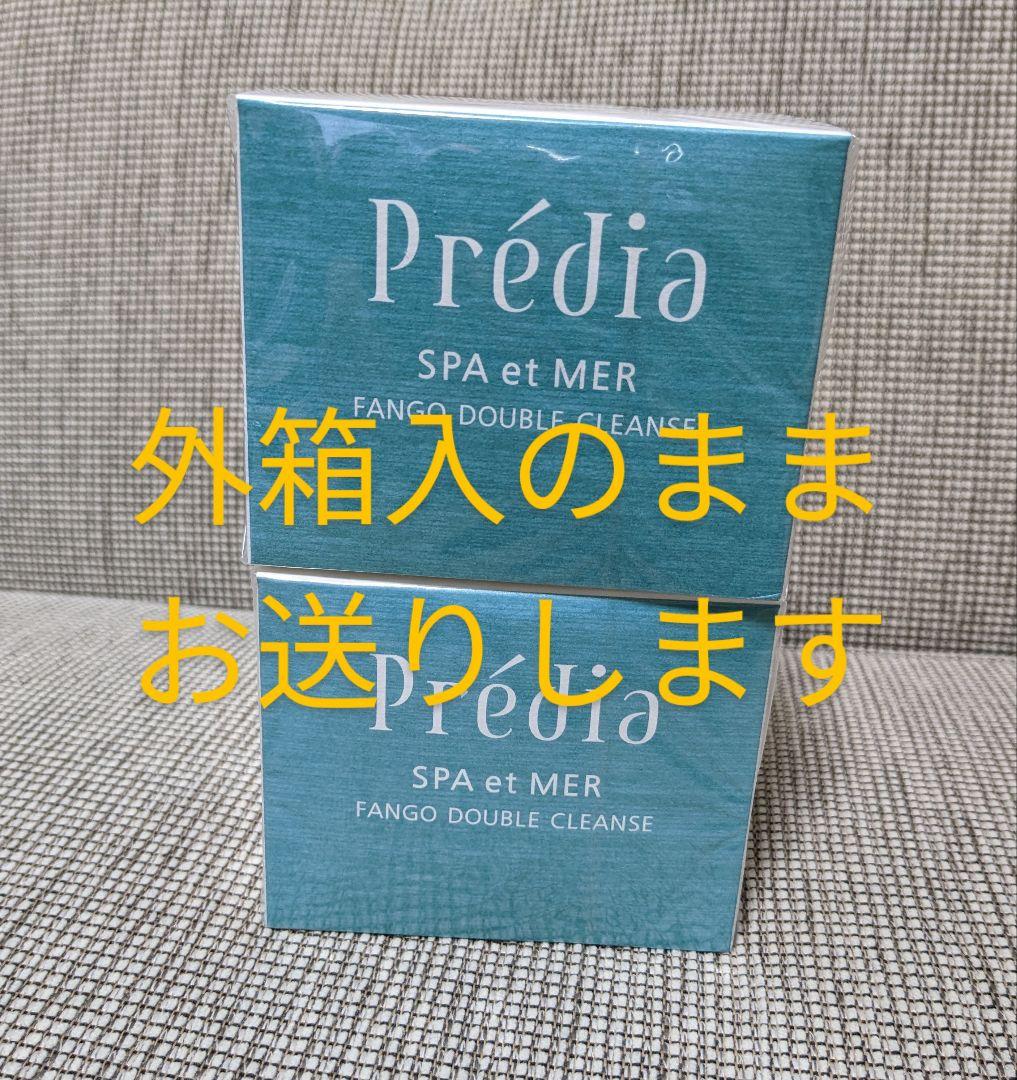 Prédia
SPA et MER
FANGO DOUBLE CLEANSE
外箱入のまま
お送りします
Prédia
SPA et MER
FANGO DOUBLE CLEANSE